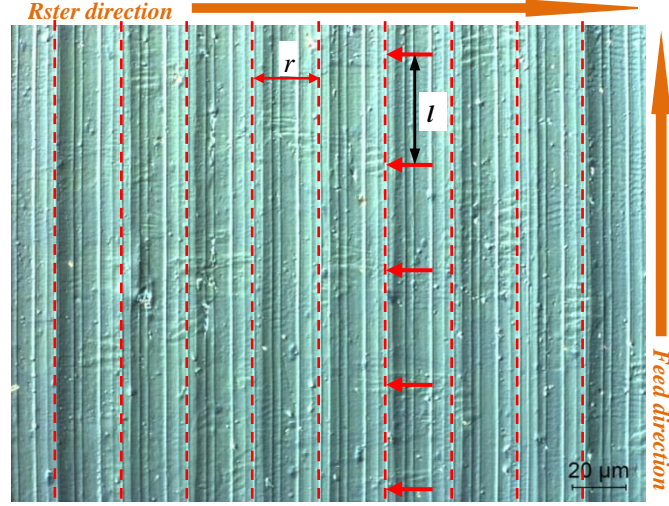 Rster direction
r
l
Feed direction
20 μm